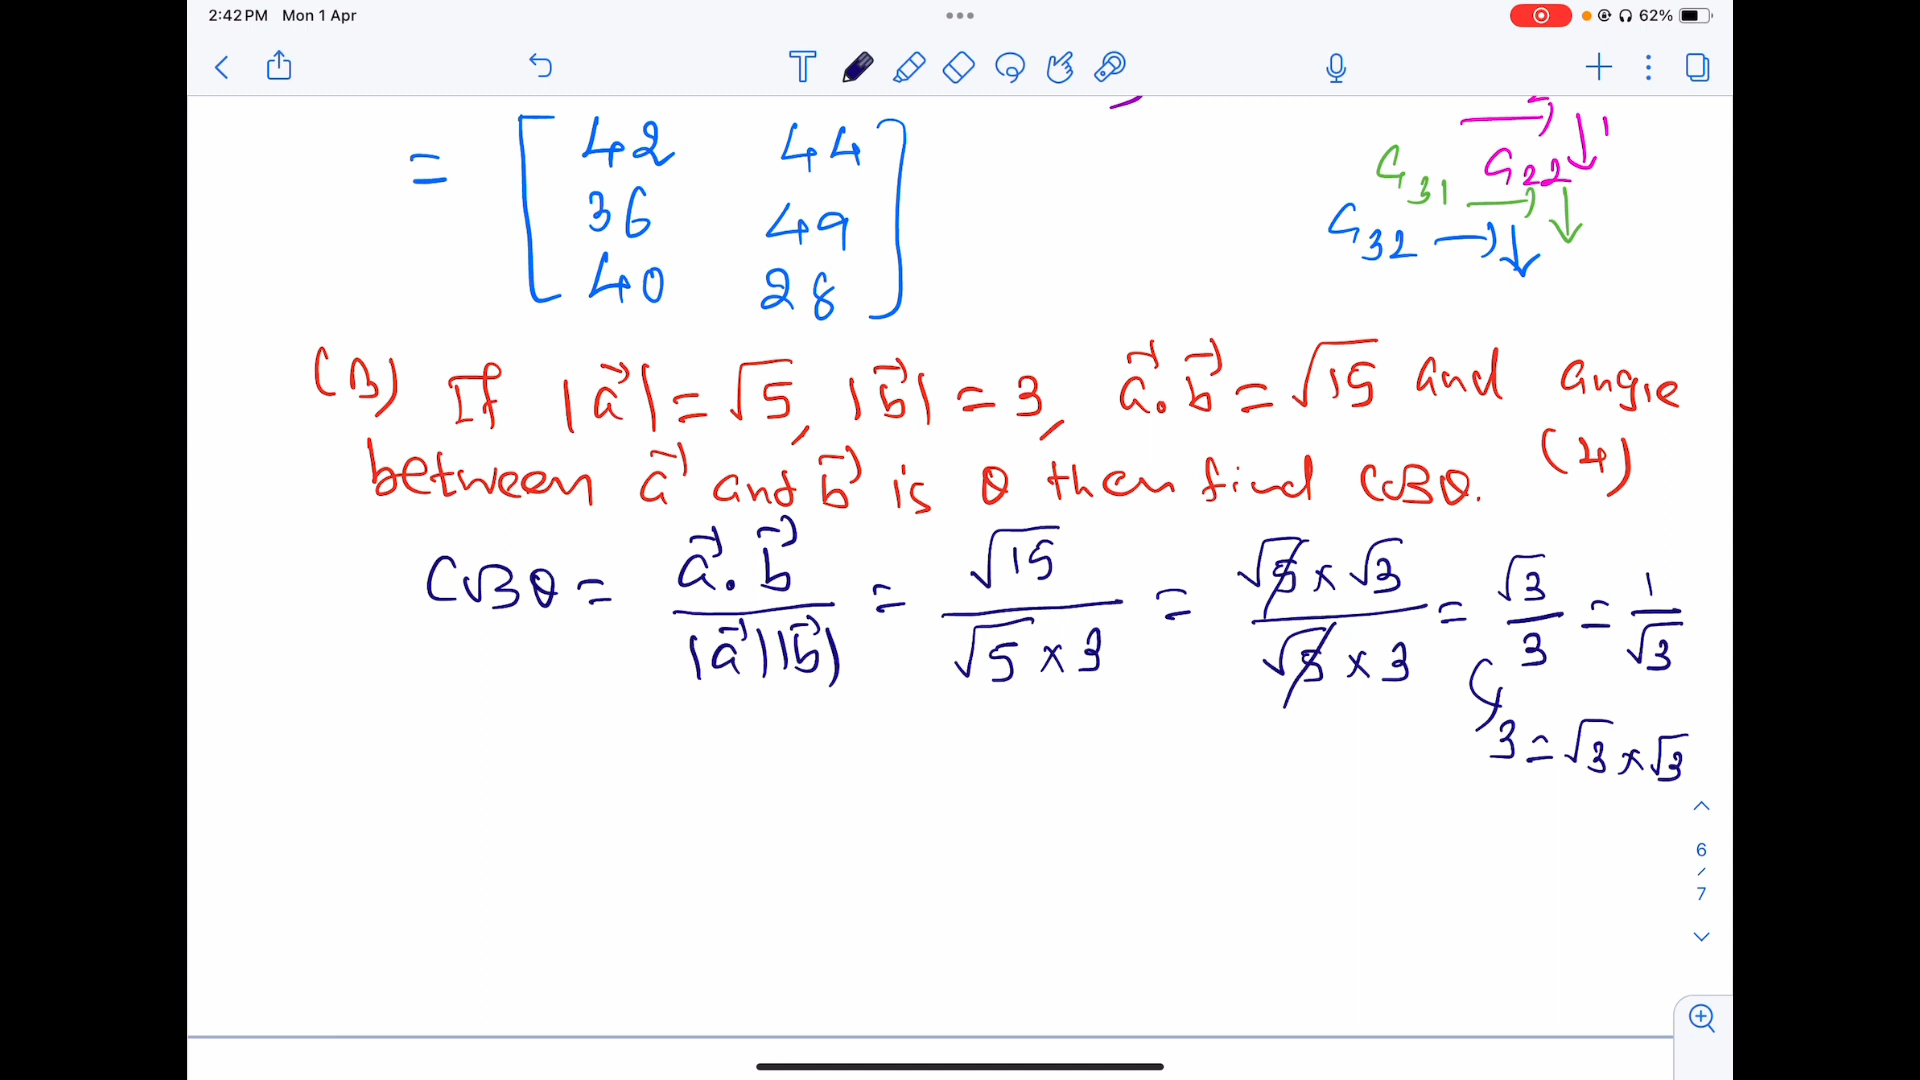 2:42 PM Mon 1 Apr
62%
T
= [ 42 44
36 49
40 28 ]
C22 → ↓ 1
C31 → ↓
C32 → ↓
(B) If |a⃗| = √5, |b⃗| = 3, a⃗.b⃗ = √15 and angle
between a⃗ and b⃗ is θ then find cosθ. (4)
cosθ = a⃗.b⃗ / |a⃗||b⃗| = √15 / √5 × 3 = √5 × √3 / √5 × 3 = √3 / 3 = 1 / √3
3 = √3 × √3
6
/
7